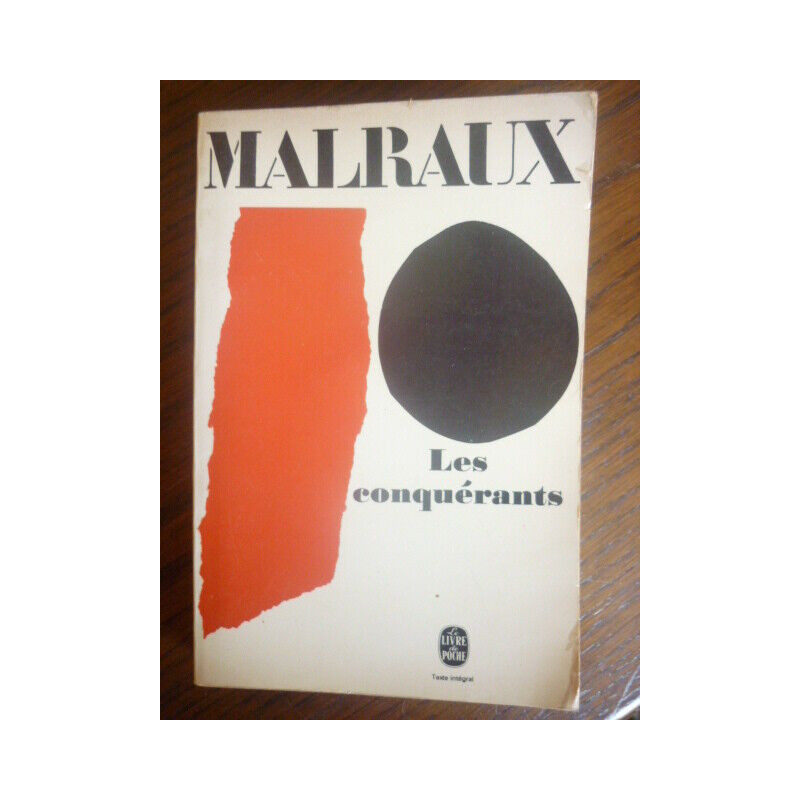 MALRAUX
Les
conquérants
Le
LIVRE
de
POCHE
Texte intégral